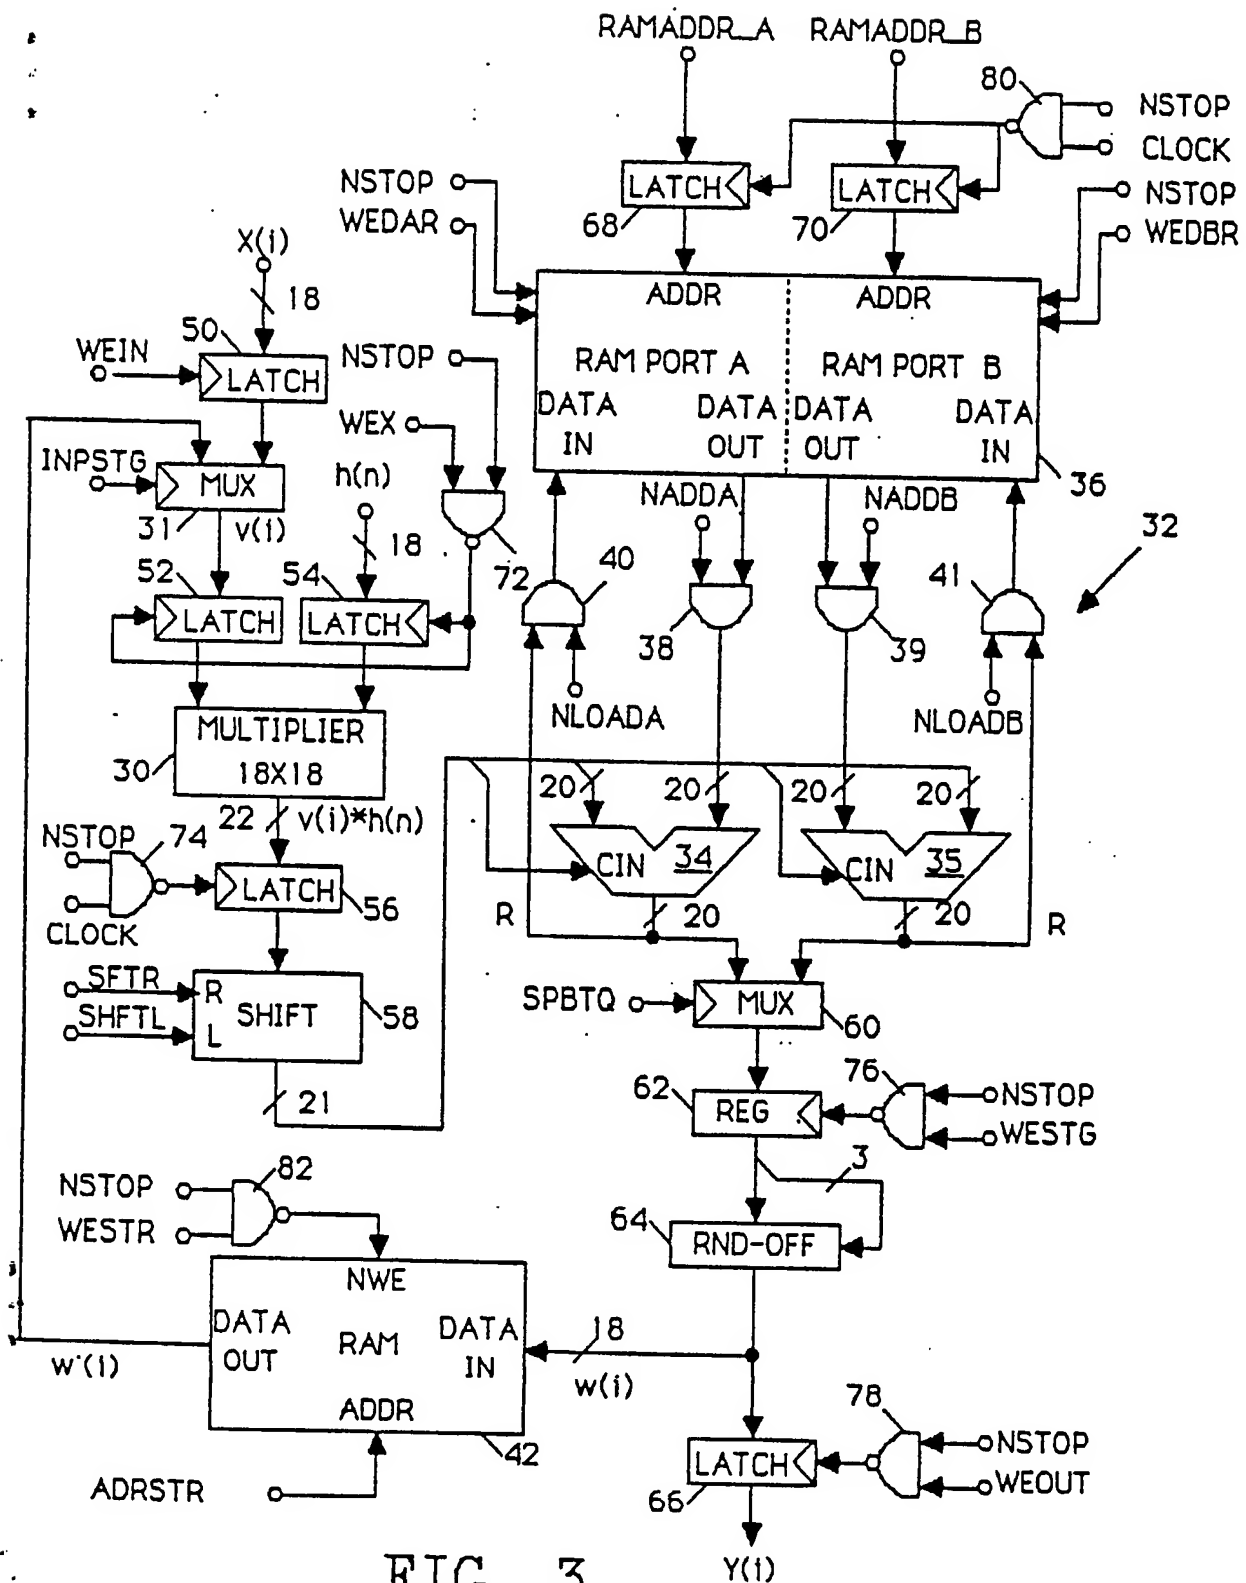 RAMADDR_A RAMADDR_B
80
NSTOP
CLOCK
NSTOP
WEDAR
LATCH
68
LATCH
70
NSTOP
WEDBR
X(i)
18
50
WEIN
LATCH
NSTOP
WEX
ADDR ADDR
RAM PORT A RAM PORT B
DATA IN
DATA OUT
DATA OUT
DATA IN
36
INPSTG
MUX
31
v(i)
h(n)
18
72
NADDA
NADDB
32
40
41
38
39
52
LATCH
54
LATCH
NLOADA
NLOADB
MULTIPLIER
18X18
30
22
v(i)*h(n)
20 20 20 20
NSTOP
74
CLOCK
LATCH
56
CIN 34
CIN 35
R
20
20
R
SFTR
SHFTL
R
L
SHIFT
58
21
SPBTQ
MUX
60
62
REG
76
NSTOP
WESTG
3
64
RND-OFF
NSTOP
WESTR
82
NWE
DATA OUT
RAM
DATA IN
ADDR
42
w'(i)
18
w(i)
ADRSTR
78
NSTOP
WEOUT
LATCH
66
Y(i)
FIG. 3